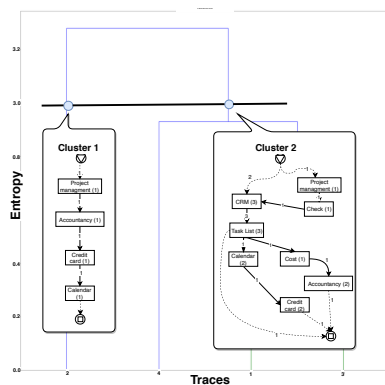 3.2
3.0
0.8
0.6
0.4
0.2
0.0
Entropy
Cluster 1
1
Project
managment (1)
1
Accountancy (1)
1
Credit
card (1)
1
Calendar
(1)
1
Cluster 2
2
1
Project
managment (1)
1
CRM (3)
1
Check (1)
3
Task List (3)
1
Calendar
(2)
Cost (1)
1
Accountancy (2)
1
Credit
card (2)
1
1
1
2
4
1
3
Traces